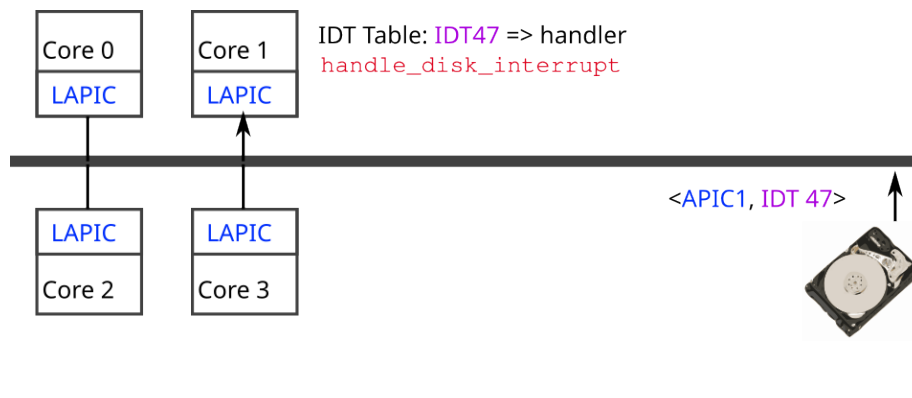 Core 0
LAPIC
Core 1
LAPIC
IDT Table: IDT47 => handler
handle_disk_interrupt
<APIC1, IDT 47>
LAPIC
Core 2
LAPIC
Core 3